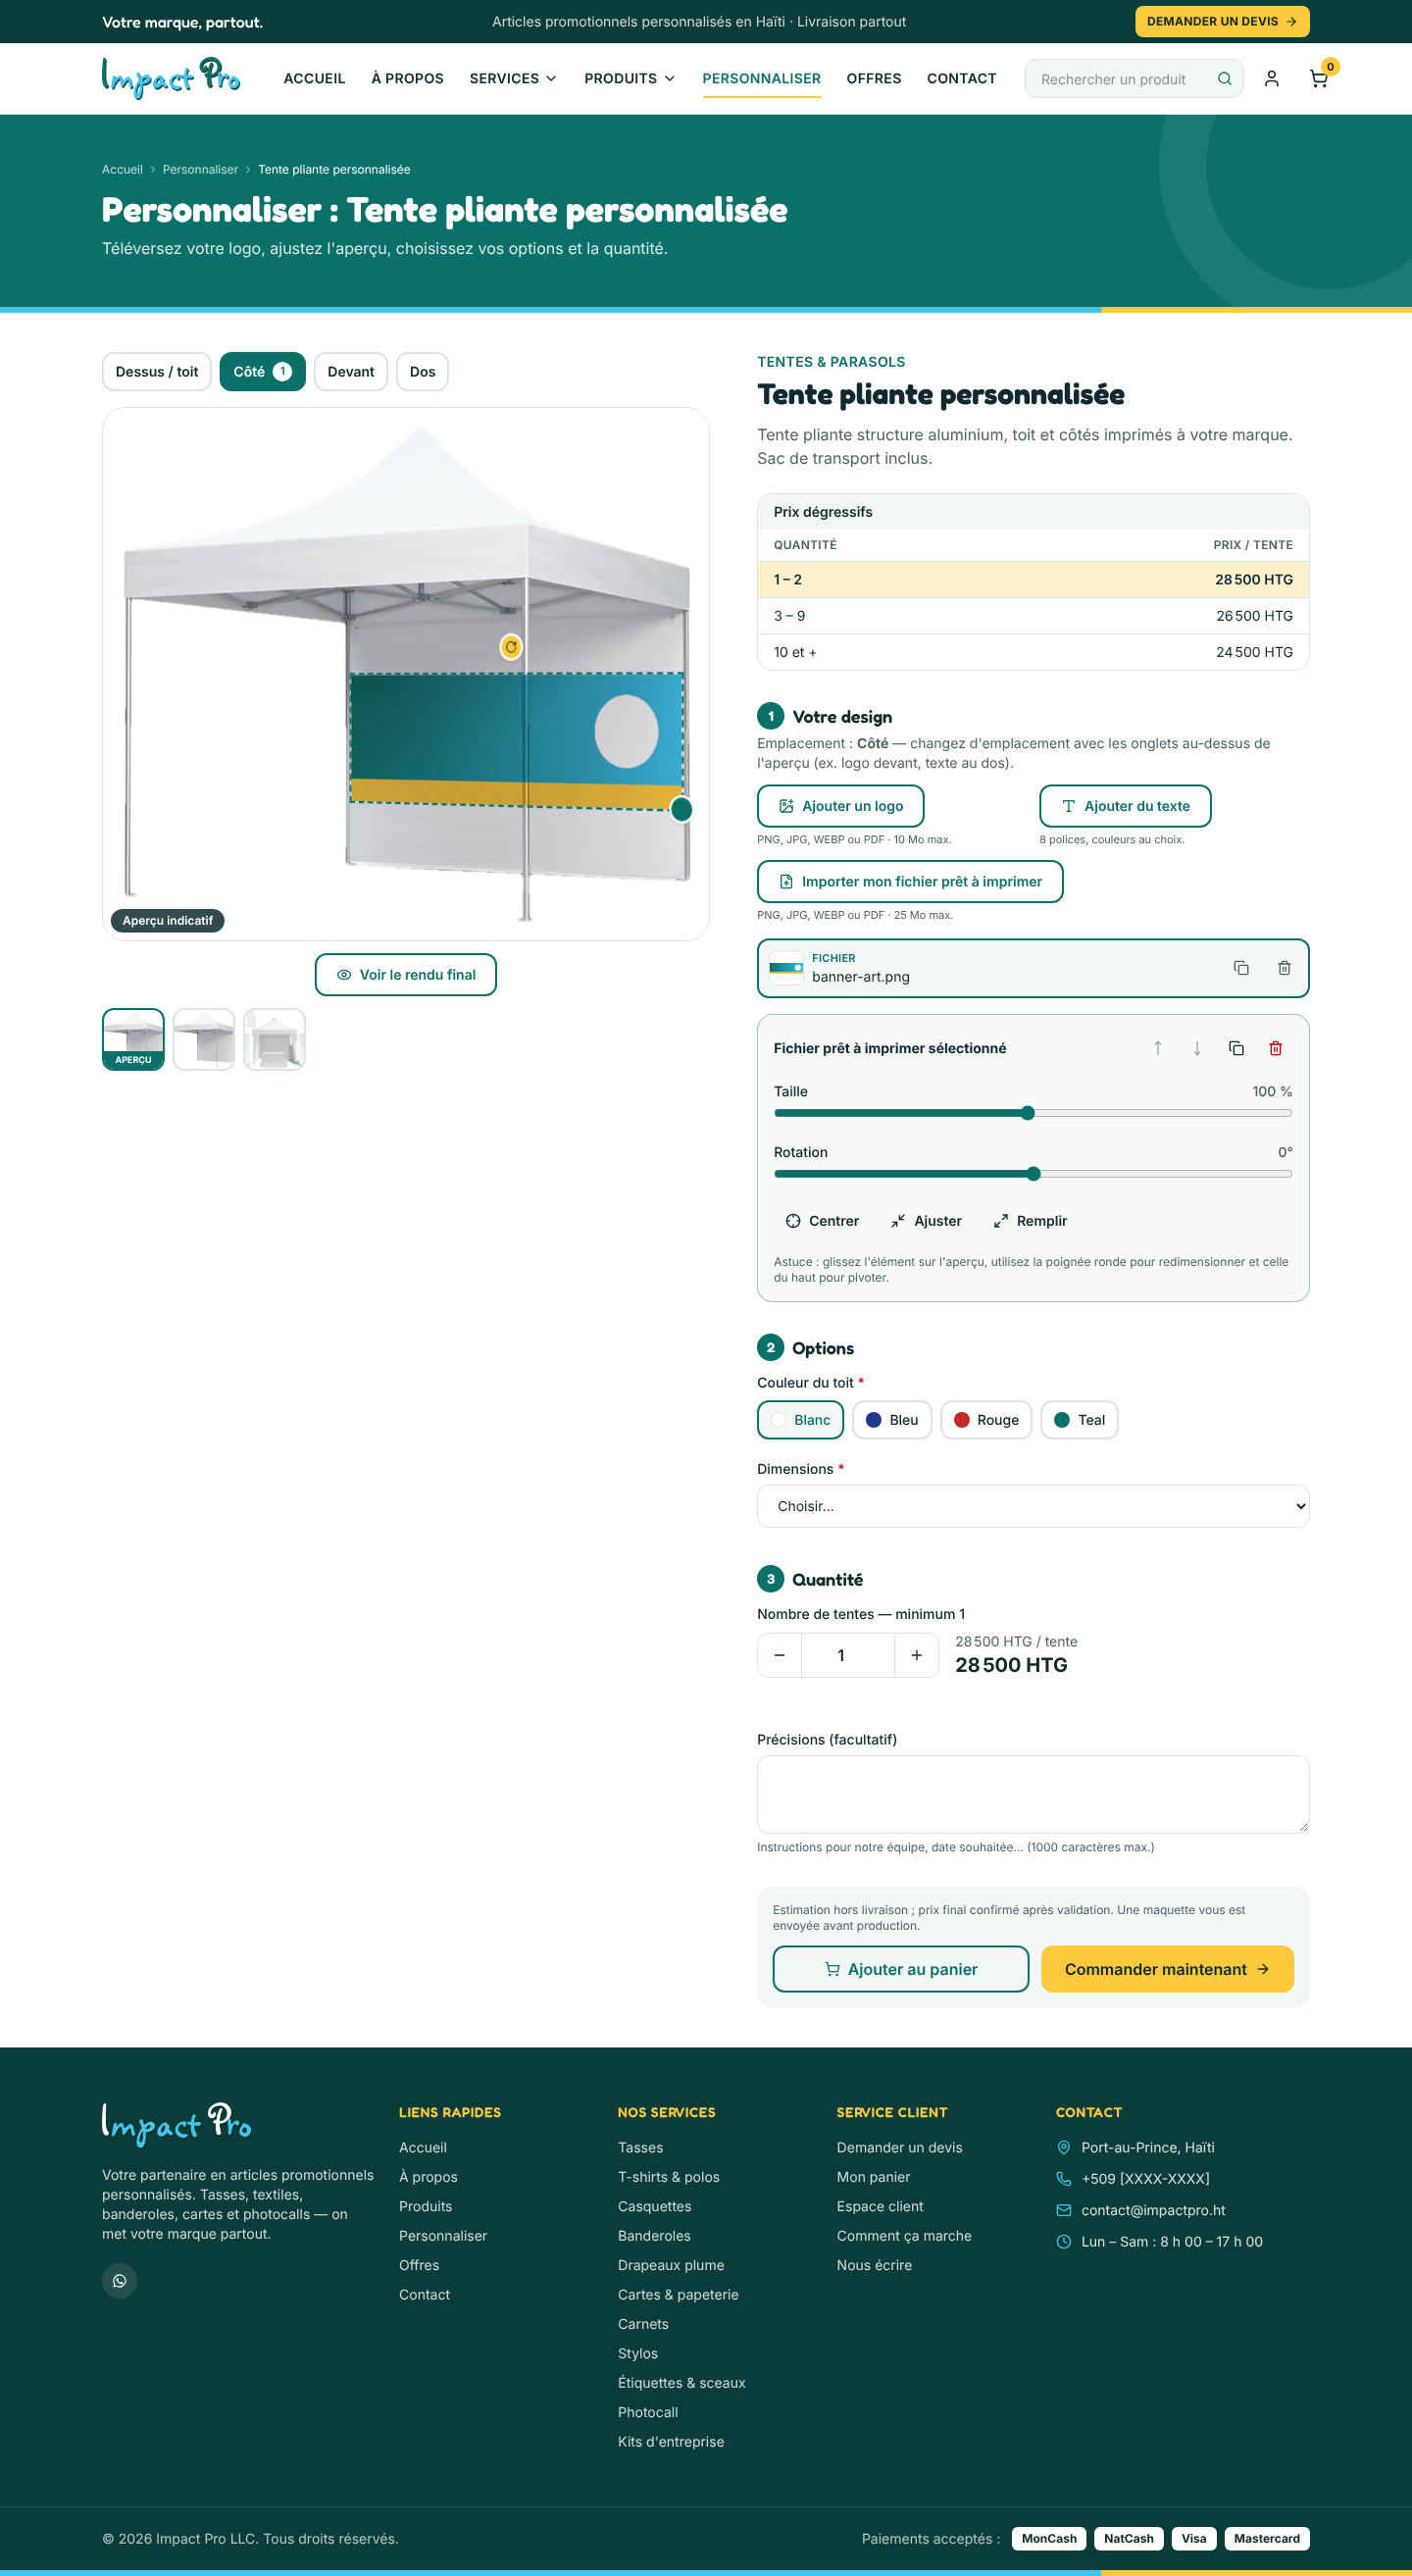 Votre marque, partout.
Articles promotionnels personnalisés en Haïti · Livraison partout
DEMANDER UN DEVIS
Impact Pro
ACCUEIL
À PROPOS
SERVICES
PRODUITS
PERSONNALISER
OFFRES
CONTACT
Rechercher un produit
0
Accueil
Personnaliser
Tente pliante personnalisée
Personnaliser : Tente pliante personnalisée
Téléversez votre logo, ajustez l'aperçu, choisissez vos options et la quantité.
Dessus / toit
Côté 1
Devant
Dos
Aperçu indicatif
Voir le rendu final
APERÇU
TENTES & PARASOLS
Tente pliante personnalisée
Tente pliante structure aluminium, toit et côtés imprimés à votre marque.
Sac de transport inclus.
Prix dégressifs
QUANTITÉ PRIX / TENTE
1 – 2 28 500 HTG
3 – 9 26 500 HTG
10 et + 24 500 HTG
1 Votre design
Emplacement : Côté — changez d'emplacement avec les onglets au-dessus de
l'aperçu (ex. logo devant, texte au dos).
Ajouter un logo
PNG, JPG, WEBP ou PDF · 10 Mo max.
Ajouter du texte
8 polices, couleurs au choix.
Importer mon fichier prêt à imprimer
PNG, JPG, WEBP ou PDF · 25 Mo max.
FICHIER
banner-art.png
Fichier prêt à imprimer sélectionné
Taille 100 %
Rotation 0°
Centrer
Ajuster
Remplir
Astuce : glissez l'élément sur l'aperçu, utilisez la poignée ronde pour redimensionner et celle
du haut pour pivoter.
2 Options
Couleur du toit *
Blanc
Bleu
Rouge
Teal
Dimensions *
Choisir...
3 Quantité
Nombre de tentes — minimum 1
− 1 +
28 500 HTG / tente
28 500 HTG
Précisions (facultatif)
Instructions pour notre équipe, date souhaitée... (1000 caractères max.)
Estimation hors livraison ; prix final confirmé après validation. Une maquette vous est
envoyée avant production.
Ajouter au panier
Commander maintenant
Impact Pro
Votre partenaire en articles promotionnels
personnalisés. Tasses, textiles,
banderoles, cartes et photocalls — on
met votre marque partout.
LIENS RAPIDES
Accueil
À propos
Produits
Personnaliser
Offres
Contact
NOS SERVICES
Tasses
T-shirts & polos
Casquettes
Banderoles
Drapeaux plume
Cartes & papeterie
Carnets
Stylos
Étiquettes & sceaux
Photocall
Kits d'entreprise
SERVICE CLIENT
Demander un devis
Mon panier
Espace client
Comment ça marche
Nous écrire
CONTACT
Port-au-Prince, Haïti
+509 [XXXX-XXXX]
contact@impactpro.ht
Lun – Sam : 8 h 00 – 17 h 00
© 2026 Impact Pro LLC. Tous droits réservés.
Paiements acceptés :
MonCash
NatCash
Visa
Mastercard